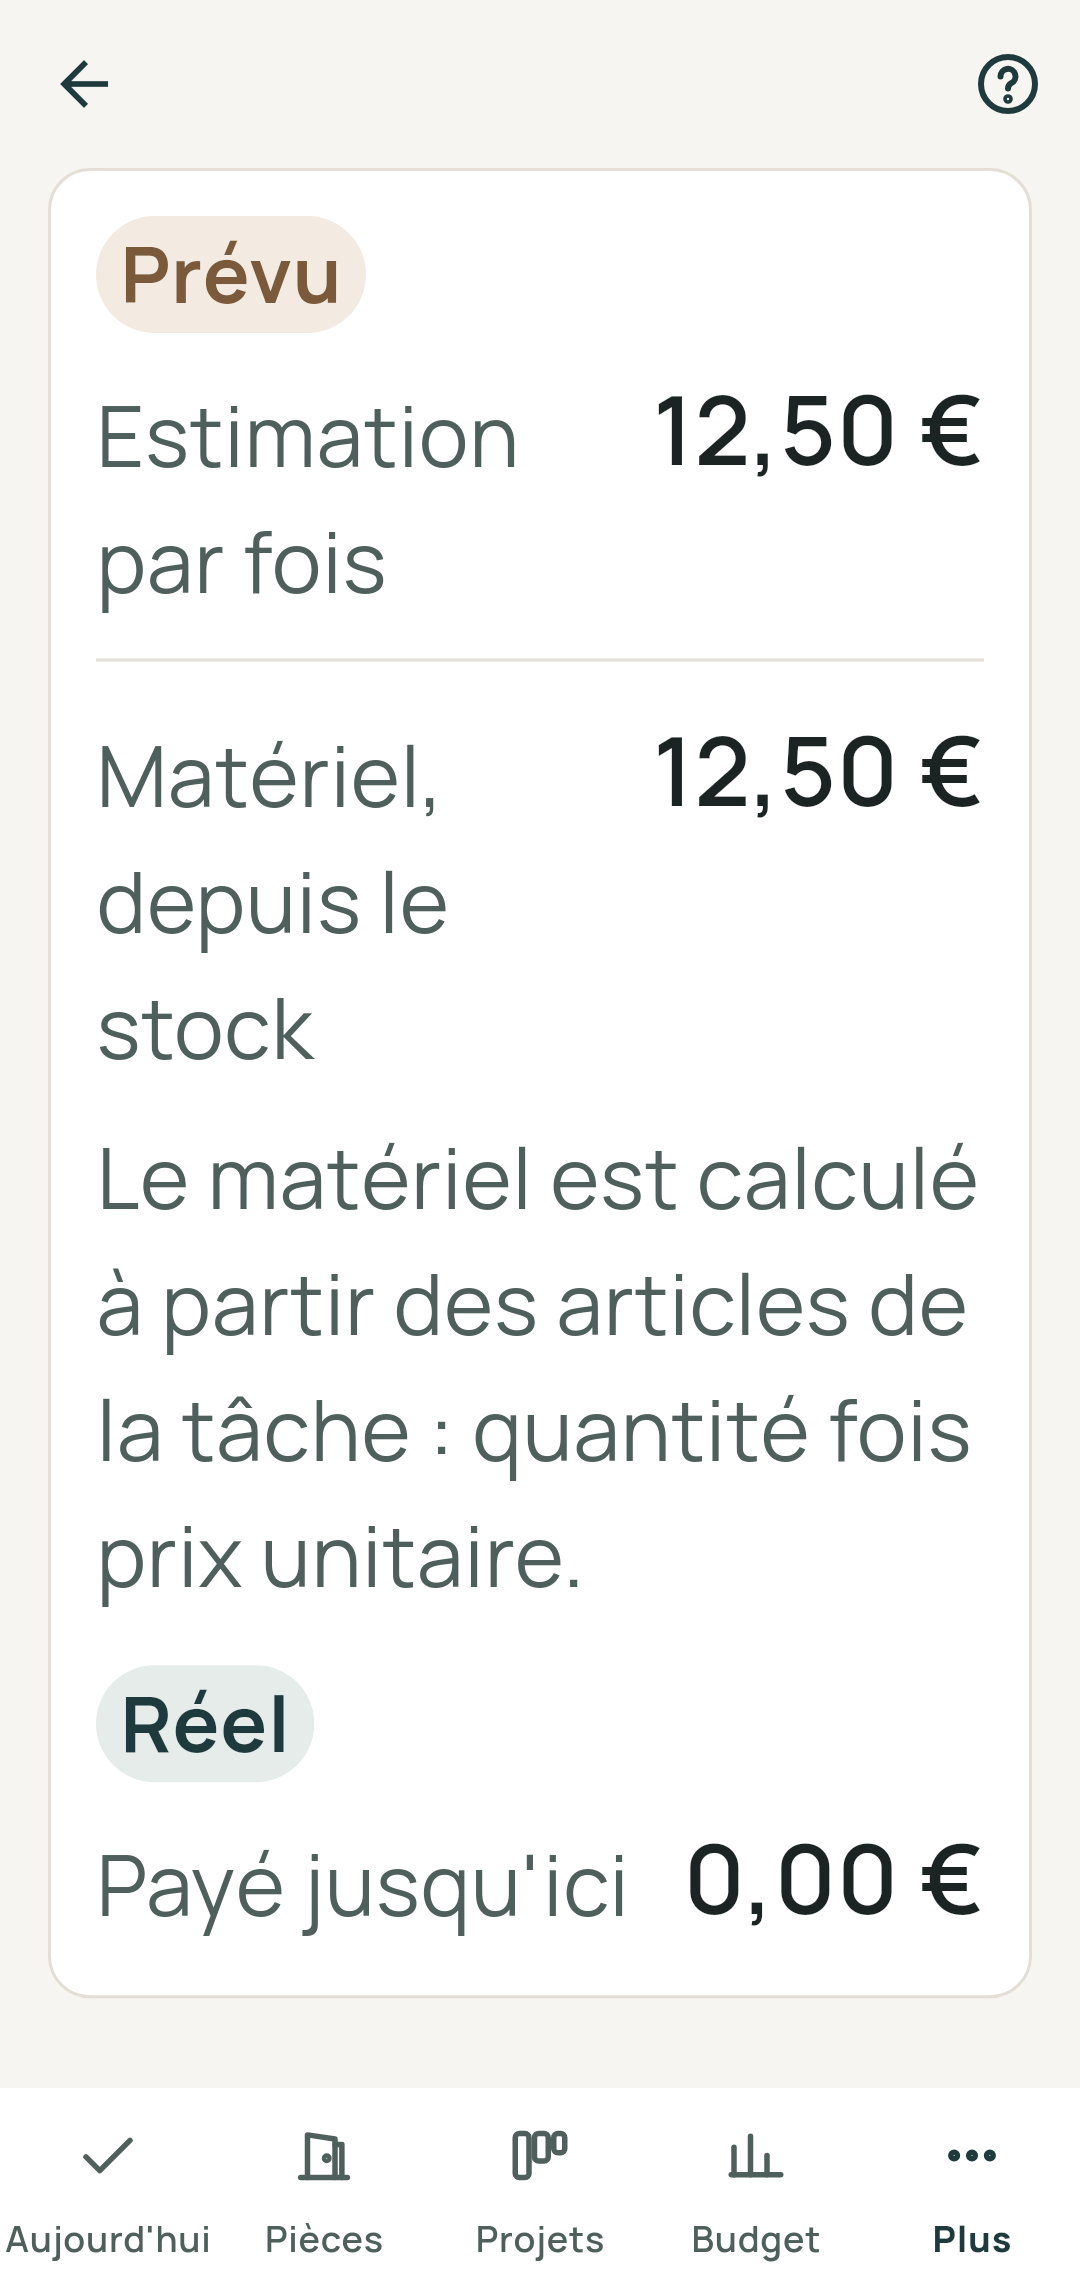 Prévu
Estimation 12,50 €
par fois
Matériel, 12,50 €
depuis le
stock
Le matériel est calculé
à partir des articles de
la tâche : quantité fois
prix unitaire.
Réel
Payé jusqu'ici 0,00 €
Aujourd'hui Pièces Projets Budget Plus